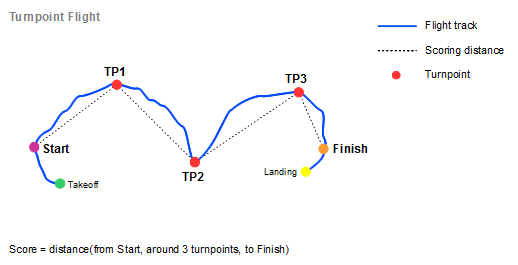 Turnpoint Flight
Flight track
Scoring distance
Turnpoint
TP1
TP3
Start
Finish
TP2
Landing
Takeoff
Score = distance(from Start, around 3 turnpoints, to Finish)